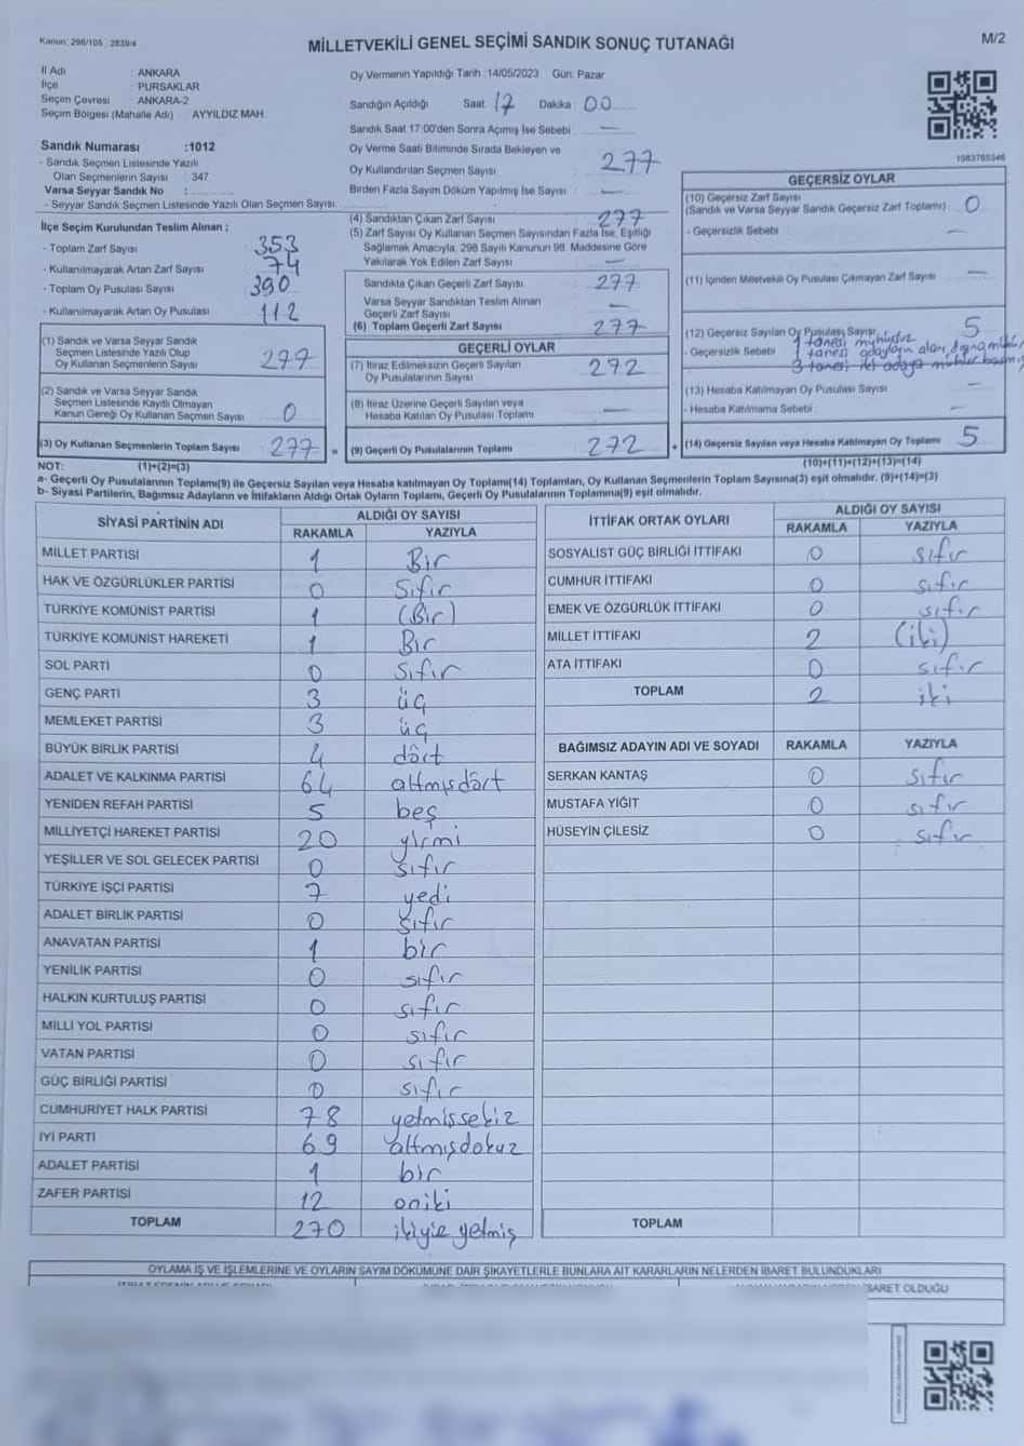 Kanun: 298/105 2839/4
MİLLETVEKİLİ GENEL SEÇİMİ SANDIK SONUÇ TUTANAĞI
M/2
İl Adı : ANKARA
İlçe : PURSAKLAR
Seçim Çevresi : ANKARA-2
Seçim Bölgesi (Mahalle Adı) : AYYILDIZ MAH.
Oy Vermenin Yapıldığı Tarih :14/05/2023 Gün: Pazar
Sandığın Açıldığı Saat 17 Dakika 00
Sandık Saat 17:00'den Sonra Açılmış İse Sebebi —
Oy Verme Saati Bitiminde Sırada Bekleyen ve
Oy Kullandırılan Seçmen Sayısı 277
Birden Fazla Sayım Döküm Yapılmış İse Sayısı : —
Sandık Numarası :1012
- Sandık Seçmen Listesinde Yazılı
Olan Seçmenlerin Sayısı : 347
Varsa Seyyar Sandık No :
- Seyyar Sandık Seçmen Listesinde Yazılı Olan Seçmen Sayısı:
İlçe Seçim Kurulundan Teslim Alınan ;
- Toplam Zarf Sayısı 353
- Kullanılmayarak Artan Zarf Sayısı 74
- Toplam Oy Pusulası Sayısı 390
- Kullanılmayarak Artan Oy Pusulası 112
(1) Sandık ve Varsa Seyyar Sandık
Seçmen Listesinde Yazılı Olup
Oy Kullanan Seçmenlerin Sayısı 277
(2) Sandık ve Varsa Seyyar Sandık
Seçmen Listesinde Kayıtlı Olmayan
Kanun Gereği Oy Kullanan Seçmen Sayısı 0
(3) Oy Kullanan Seçmenlerin Toplam Sayısı 277 =
(4) Sandıktan Çıkan Zarf Sayısı 277
(5) Zarf Sayısı Oy Kullanan Seçmen Sayısından Fazla İse, Eşitliği
Sağlamak Amacıyla, 298 Sayılı Kanunun 98. Maddesine Göre
Yakılarak Yok Edilen Zarf Sayısı —
Sandıkta Çıkan Geçerli Zarf Sayısı 277
Varsa Seyyar Sandıktan Teslim Alınan
Geçerli Zarf Sayısı —
(6) Toplam Geçerli Zarf Sayısı 277
GEÇERLİ OYLAR
(7) İtiraz Edilmeksizin Geçerli Sayılan
Oy Pusulalarının Sayısı 272
(8) İtiraz Üzerine Geçerli Sayılan veya
Hesaba Katılan Oy Pusulası Toplamı —
(9) Geçerli Oy Pusulalarının Toplamı 272 +
1983765346
GEÇERSİZ OYLAR
(10) Geçersiz Zarf Sayısı
(Sandık ve Varsa Seyyar Sandık Geçersiz Zarf Toplamı) 0
- Geçersizlik Sebebi —
(11) İçinden Milletvekili Oy Pusulası Çıkmayan Zarf Sayısı —
(12) Geçersiz Sayılan Oy Pusulası Sayısı 5
- Geçersizlik Sebebi 1 tanesi mühürsüz
1 tanesi adayların alanı
3 tanesi iki adaya mühür
(13) Hesaba Katılmayan Oy Pusulası Sayısı —
- Hesaba Katılmama Sebebi —
(14) Geçersiz Sayılan veya Hesaba Katılmayan Oy Toplamı 5
NOT: (1)+(2)=(3)
(10)+(11)+(12)+(13)=(14)
a- Geçerli Oy Pusulalarının Toplamı(9) ile Geçersiz Sayılan veya Hesaba katılmayan Oy Toplamı(14) Toplamları, Oy Kullanan Seçmenlerin Toplam Sayısına(3) eşit olmalıdır. (9)+(14)=(3)
b- Siyasi Partilerin, Bağımsız Adayların ve İttifakların Aldığı Ortak Oyların Toplamı, Geçerli Oy Pusulalarının Toplamına(9) eşit olmalıdır.
SİYASİ PARTİNİN ADI ALDIĞI OY SAYISI
RAKAMLA YAZIYLA
MİLLET PARTİSİ 1 Bir
HAK VE ÖZGÜRLÜKLER PARTİSİ 0 Sıfır
TÜRKİYE KOMÜNİST PARTİSİ 1 (Bir)
TÜRKİYE KOMÜNİST HAREKETİ 1 Bir
SOL PARTİ 0 Sıfır
GENÇ PARTİ 3 üç
MEMLEKET PARTİSİ 3 üç
BÜYÜK BİRLİK PARTİSİ 4 dört
ADALET VE KALKINMA PARTİSİ 64 altmışdört
YENİDEN REFAH PARTİSİ 5 beş
MİLLİYETÇİ HAREKET PARTİSİ 20 yirmi
YEŞİLLER VE SOL GELECEK PARTİSİ 0 sıfır
TÜRKİYE İŞÇİ PARTİSİ 7 yedi
ADALET BİRLİK PARTİSİ 0 sıfır
ANAVATAN PARTİSİ 1 bir
YENİLİK PARTİSİ 0 sıfır
HALKIN KURTULUŞ PARTİSİ 0 sıfır
MİLLİ YOL PARTİSİ 0 sıfır
VATAN PARTİSİ 0 sıfır
GÜÇ BİRLİĞİ PARTİSİ 0 sıfır
CUMHURİYET HALK PARTİSİ 78 yetmişsekiz
İYİ PARTİ 69 altmışdokuz
ADALET PARTİSİ 1 bir
ZAFER PARTİSİ 12 oniki
TOPLAM 270 ikiyüz yetmiş
İTTİFAK ORTAK OYLARI ALDIĞI OY SAYISI
RAKAMLA YAZIYLA
SOSYALİST GÜÇ BİRLİĞİ İTTİFAKI 0 sıfır
CUMHUR İTTİFAKI 0 sıfır
EMEK VE ÖZGÜRLÜK İTTİFAKI 0 sıfır
MİLLET İTTİFAKI 2 (iki)
ATA İTTİFAKI 0 sıfır
TOPLAM 2 iki
BAĞIMSIZ ADAYIN ADI VE SOYADI RAKAMLA YAZIYLA
SERKAN KANTAŞ 0 sıfır
MUSTAFA YİĞİT 0 sıfır
HÜSEYİN ÇİLESİZ 0 sıfır
TOPLAM
OYLAMA İŞ VE İŞLEMLERİNE VE OYLARIN SAYIM DÖKÜMÜNE DAİR ŞİKAYETLERLE BUNLARA AİT KARARLARIN NELERDEN İBARET BULUNDUKLARI
OLDUĞU